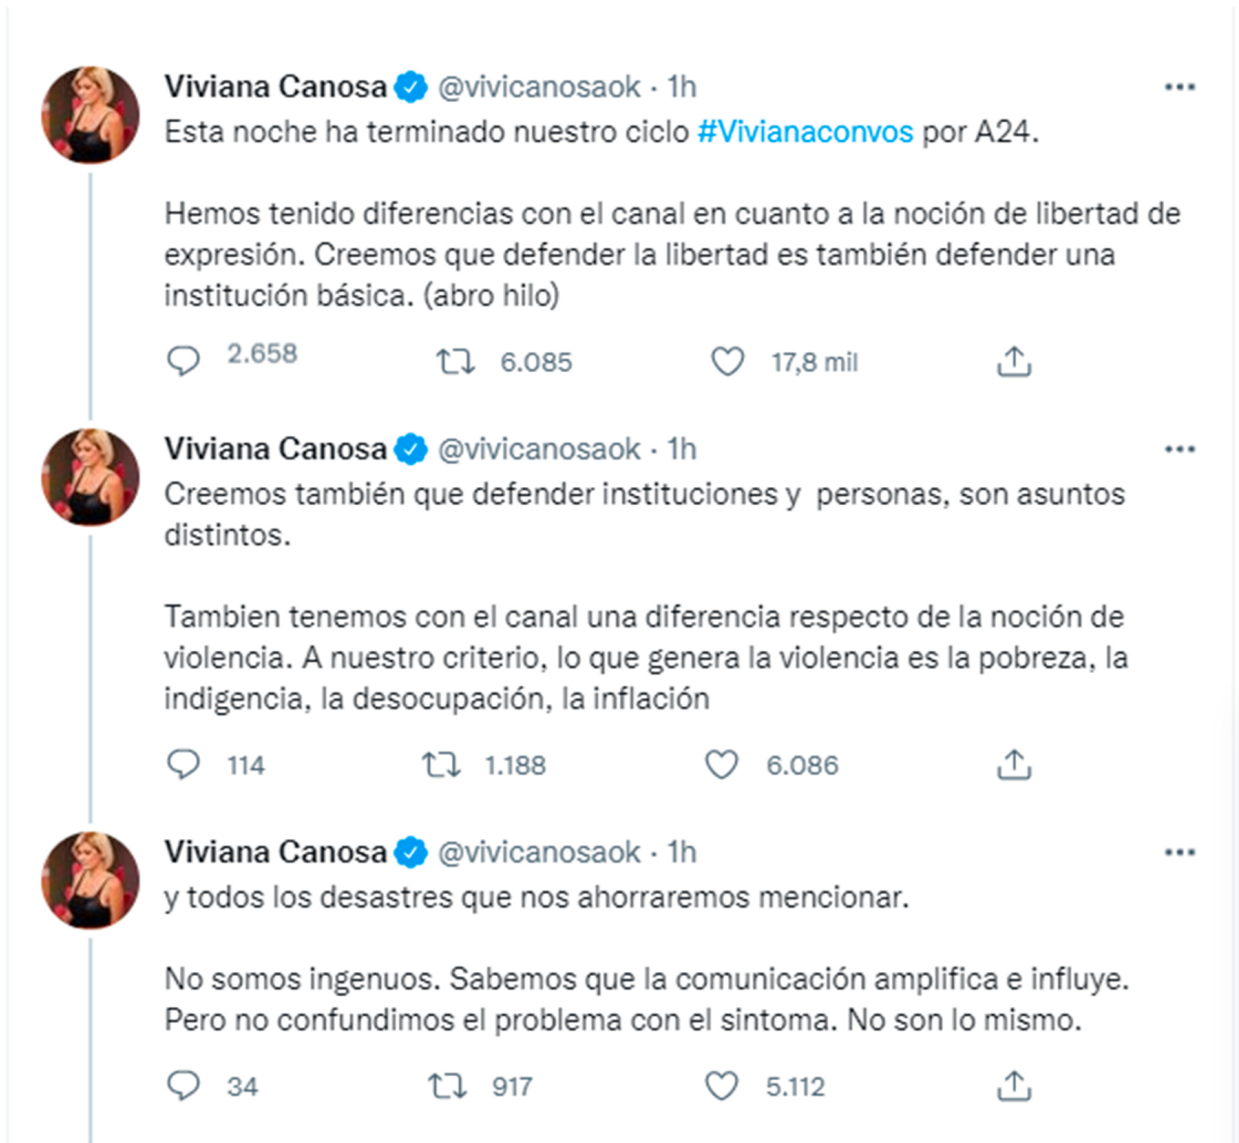 Viviana Canosa @vivicanosaok · 1h
Esta noche ha terminado nuestro ciclo #Vivianaconvos por A24.
Hemos tenido diferencias con el canal en cuanto a la noción de libertad de
expresión. Creemos que defender la libertad es también defender una
institución básica. (abro hilo)
2.658 6.085 17,8 mil
Viviana Canosa @vivicanosaok · 1h
Creemos también que defender instituciones y  personas, son asuntos
distintos.
Tambien tenemos con el canal una diferencia respecto de la noción de
violencia. A nuestro criterio, lo que genera la violencia es la pobreza, la
indigencia, la desocupación, la inflación
114 1.188 6.086
Viviana Canosa @vivicanosaok · 1h
y todos los desastres que nos ahorraremos mencionar.
No somos ingenuos. Sabemos que la comunicación amplifica e influye.
Pero no confundimos el problema con el sintoma. No son lo mismo.
34 917 5.112